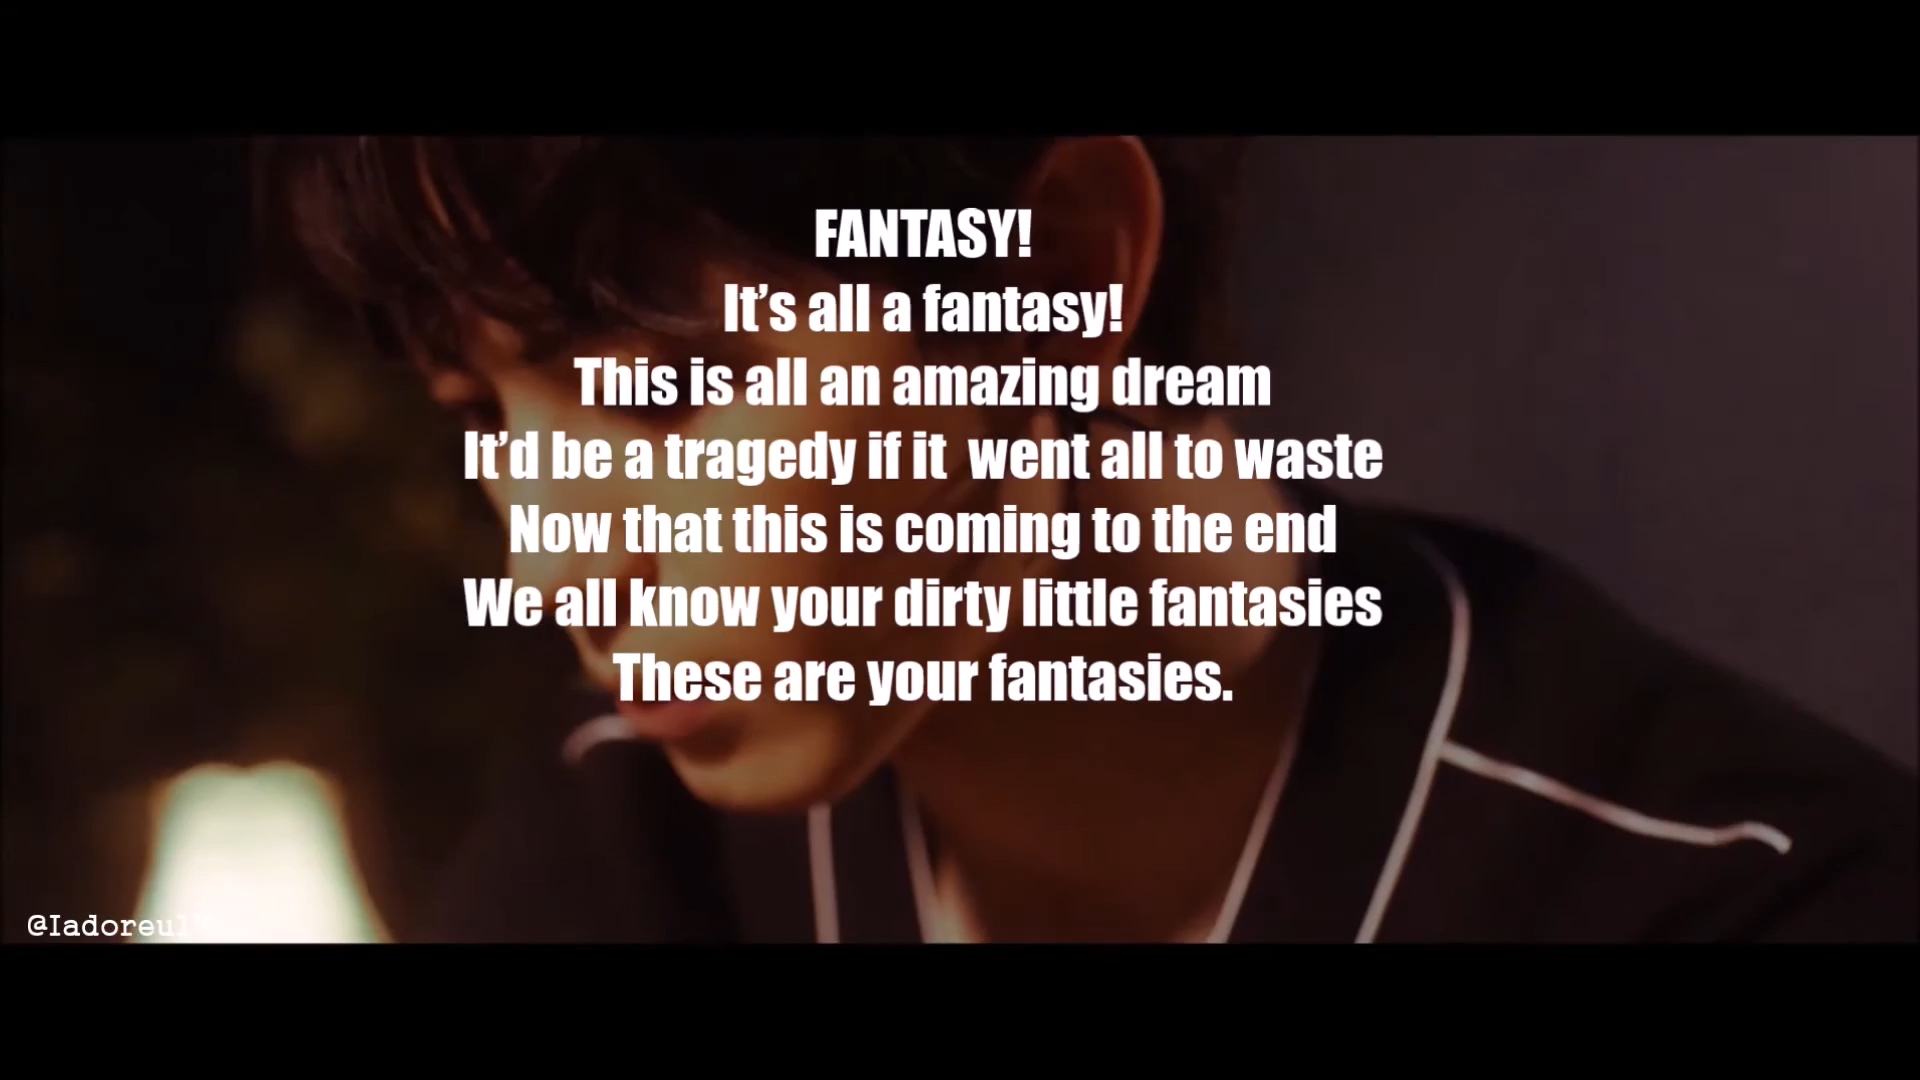 FANTASY!
It’s all a fantasy!
This is all an amazing dream
It’d be a tragedy if it  went all to waste
Now that this is coming to the end
We all know your dirty little fantasies
These are your fantasies.